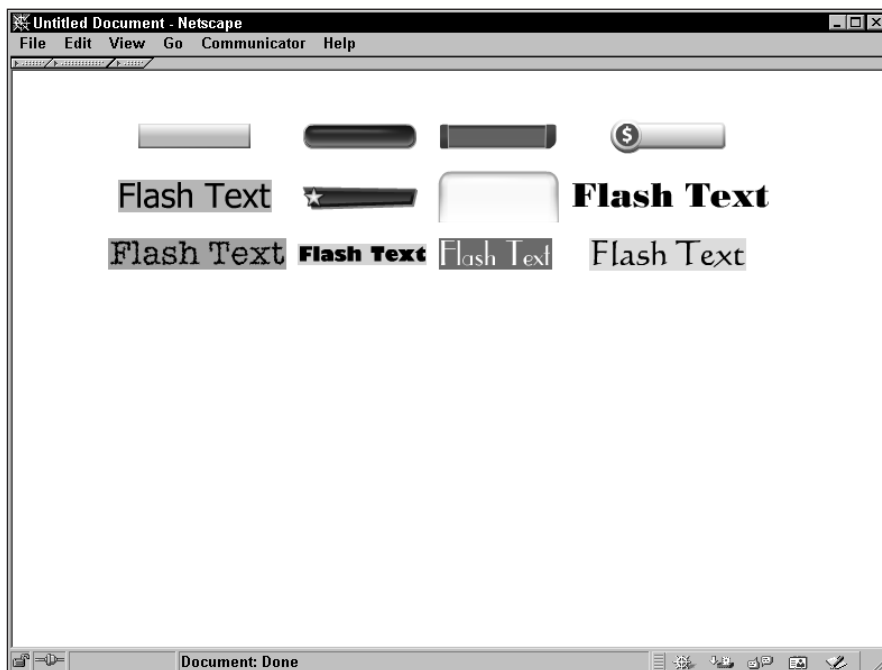 Untitled Document - Netscape
File Edit View Go Communicator Help
$
Flash Text Flash Text
Flash Text Flash Text Flash Text Flash Text
Document: Done